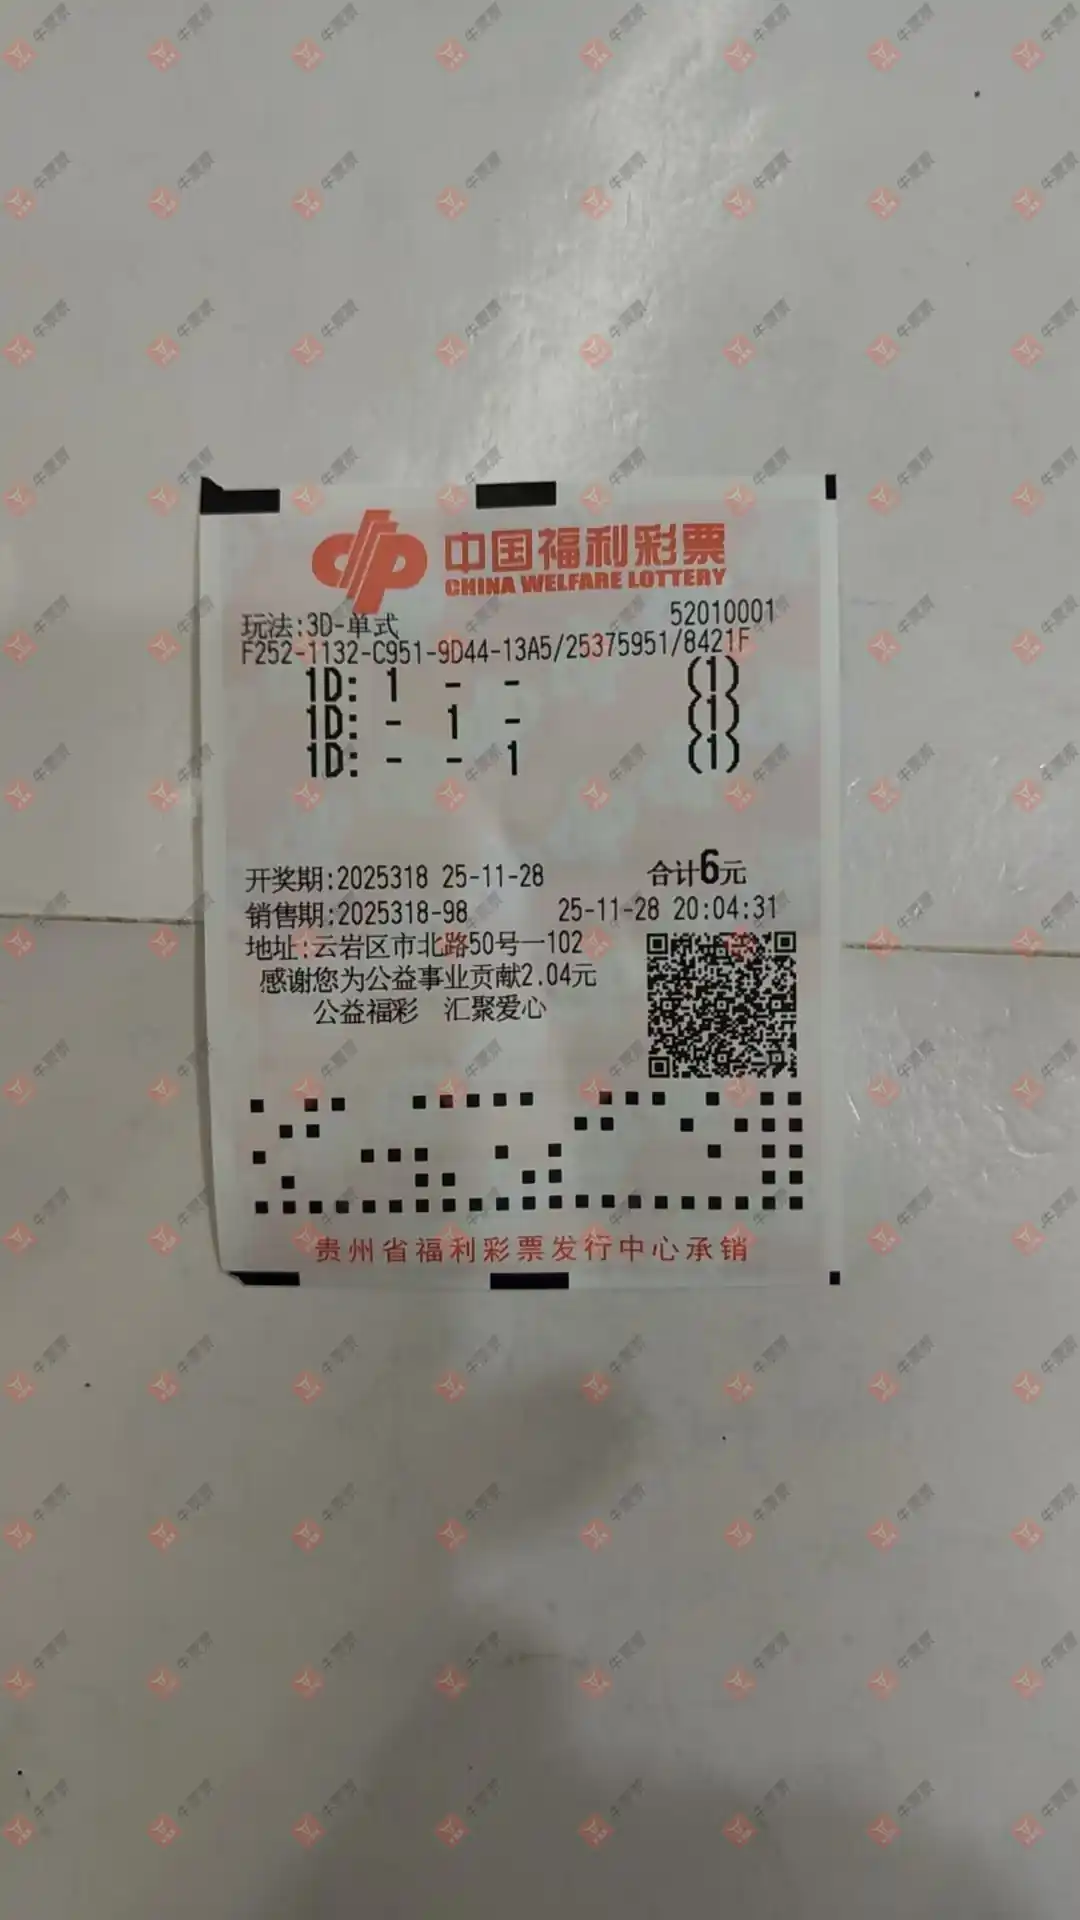 中国福利彩票
CHINA WELFARE LOTTERY
52010001
玩法:3D-单式
F252-1132-C951-9D44-13A5/25375951/8421F
1D: 1 - - (1)
1D: - 1 - (1)
1D: - - 1 (1)
开奖期:2025318 25-11-28 合计6元
销售期:2025318-98 25-11-28 20:04:31
地址:云岩区市北路50号一102
感谢您为公益事业贡献2.04元
公益福彩 汇聚爱心
贵州省福利彩票发行中心承销